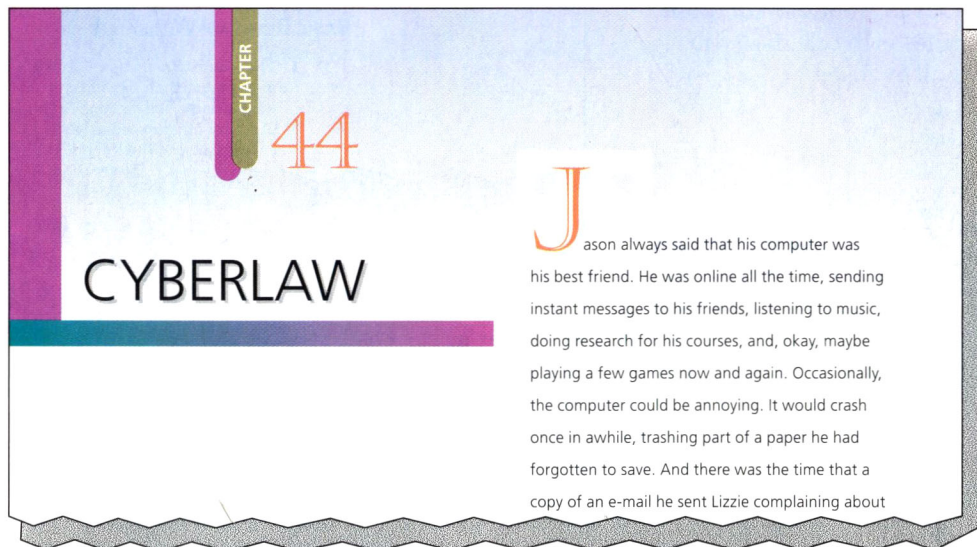 CHAPTER
44
CYBERLAW
Jason always said that his computer was
his best friend. He was online all the time, sending
instant messages to his friends, listening to music,
doing research for his courses, and, okay, maybe
playing a few games now and again. Occasionally,
the computer could be annoying. It would crash
once in awhile, trashing part of a paper he had
forgotten to save. And there was the time that a
copy of an e-mail he sent Lizzie complaining about